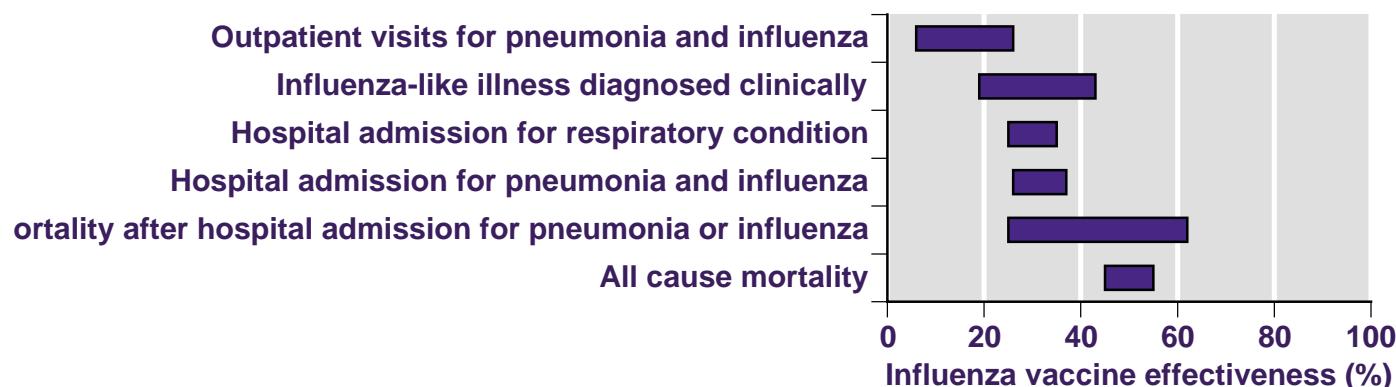 Outpatient visits for pneumonia and influenza
Influenza-like illness diagnosed clinically
Hospital admission for respiratory condition
Hospital admission for pneumonia and influenza
ortality after hospital admission for pneumonia or influenza
All cause mortality
0 20 40 60 80 100
Influenza vaccine effectiveness (%)